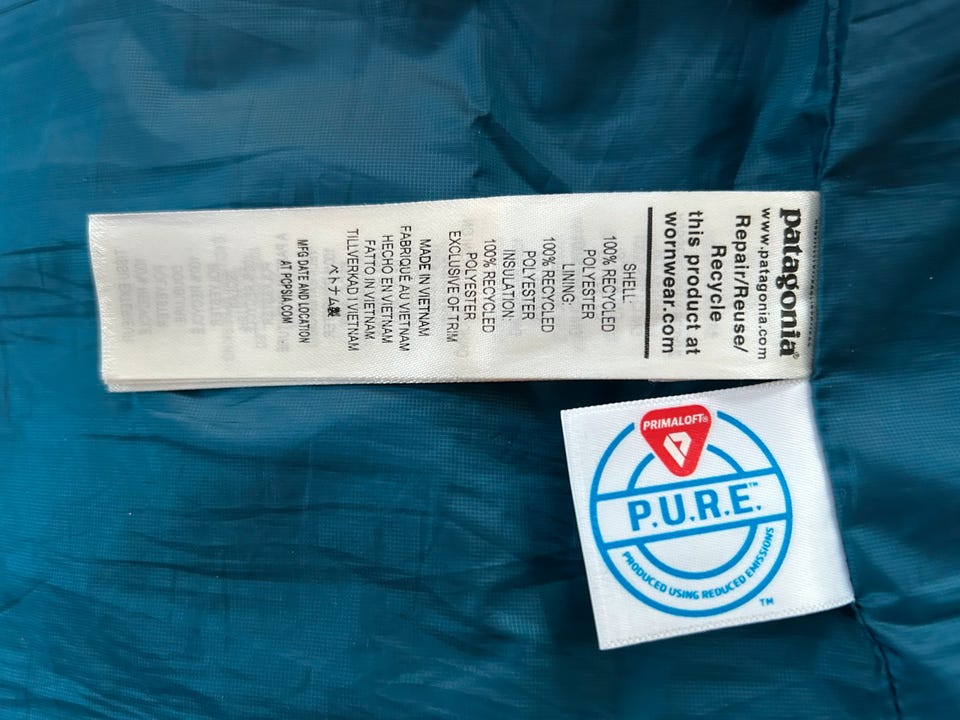 patagonia®
www.patagonia.com
Repair/Reuse/
Recycle
this product at
wornwear.com
SHELL:
100% RECYCLED
POLYESTER
LINING:
100% RECYCLED
POLYESTER
INSULATION:
100% RECYCLED
POLYESTER
EXCLUSIVE OF TRIM
MADE IN VIETNAM
FABRIQUÉ AU VIETNAM
HECHO EN VIETNAM
FATTO IN VIETNAM
TILLVERKAD I VIETNAM
ベトナム製
MFG DATE AND LOCATION
AT PCPSIA.COM
PRIMALOFT®
P.U.R.E.™
PRODUCED USING REDUCED EMISSIONS
TM